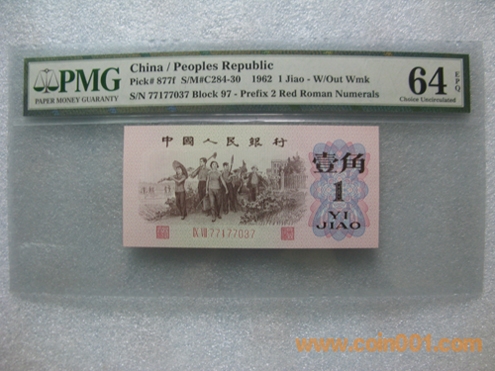 PMG
PAPER MONEY GUARANTY
China / Peoples Republic
Pick# 877f S/M#C284-30 1962 1 Jiao - W/Out Wmk
S/N 77177037 Block 97 - Prefix 2 Red Roman Numerals
64 EPQ
Choice Uncirculated
中國人民銀行
壹角
1
YI
JIAO
IX VII 77177037
www.coin001.com